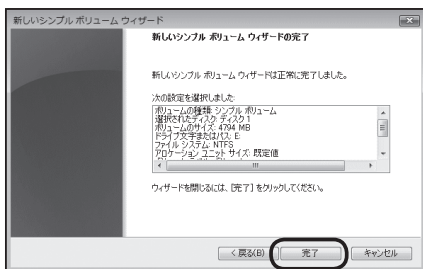 新しいシンプル ボリューム ウィザード
新しいシンプル ボリューム ウィザードの完了
新しいシンプル ボリューム ウィザードは正常に完了しました。
次の設定を選択しました:
ボリュームの種類: シンプル ボリューム
選択されたディスク: ディスク 1
ボリュームのサイズ: 4794 MB
ドライブ文字またはパス: E:
ファイル システム: NTFS
アロケーション ユニット サイズ: 既定値
ウィザードを閉じるには、[完了] をクリックしてください。
< 戻る(B)
完了
キャンセル